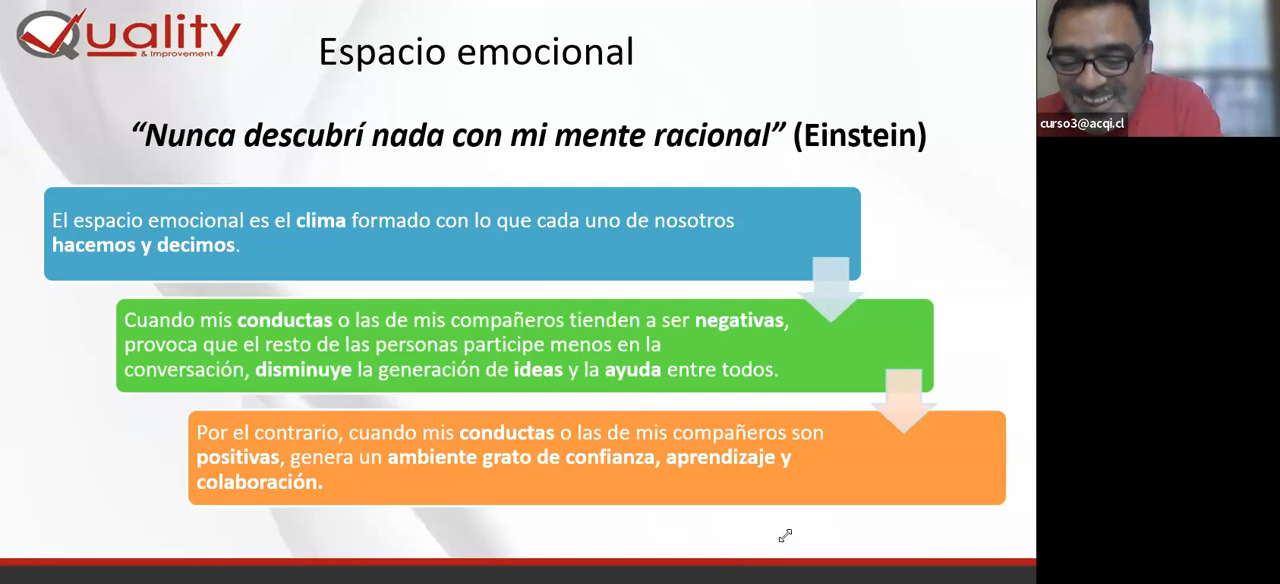 Quality
& Improvement
Espacio emocional
“Nunca descubrí nada con mi mente racional” (Einstein)
El espacio emocional es el clima formado con lo que cada uno de nosotros
hacemos y decimos.
Cuando mis conductas o las de mis compañeros tienden a ser negativas,
provoca que el resto de las personas participe menos en la
conversación, disminuye la generación de ideas y la ayuda entre todos.
Por el contrario, cuando mis conductas o las de mis compañeros son
positivas, genera un ambiente grato de confianza, aprendizaje y
colaboración.
curso3@acqi.cl